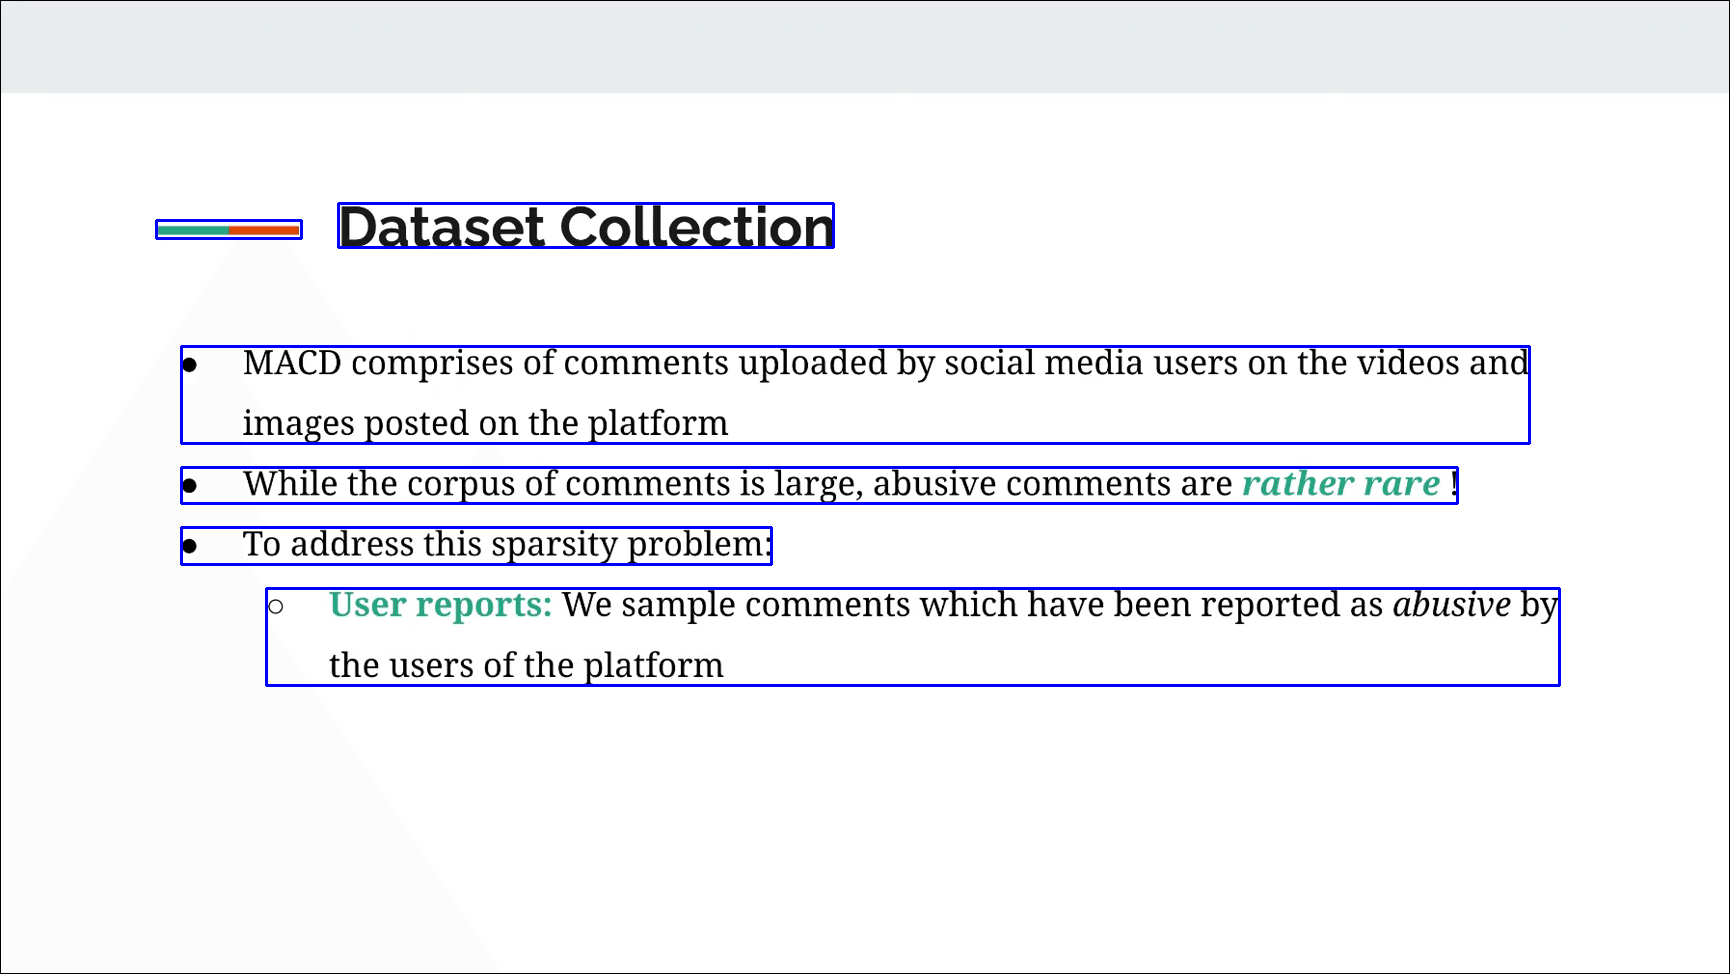 Dataset Collection
● MACD comprises of comments uploaded by social media users on the videos and
images posted on the platform
● While the corpus of comments is large, abusive comments are rather rare !
● To address this sparsity problem:
○ User reports: We sample comments which have been reported as abusive by
the users of the platform